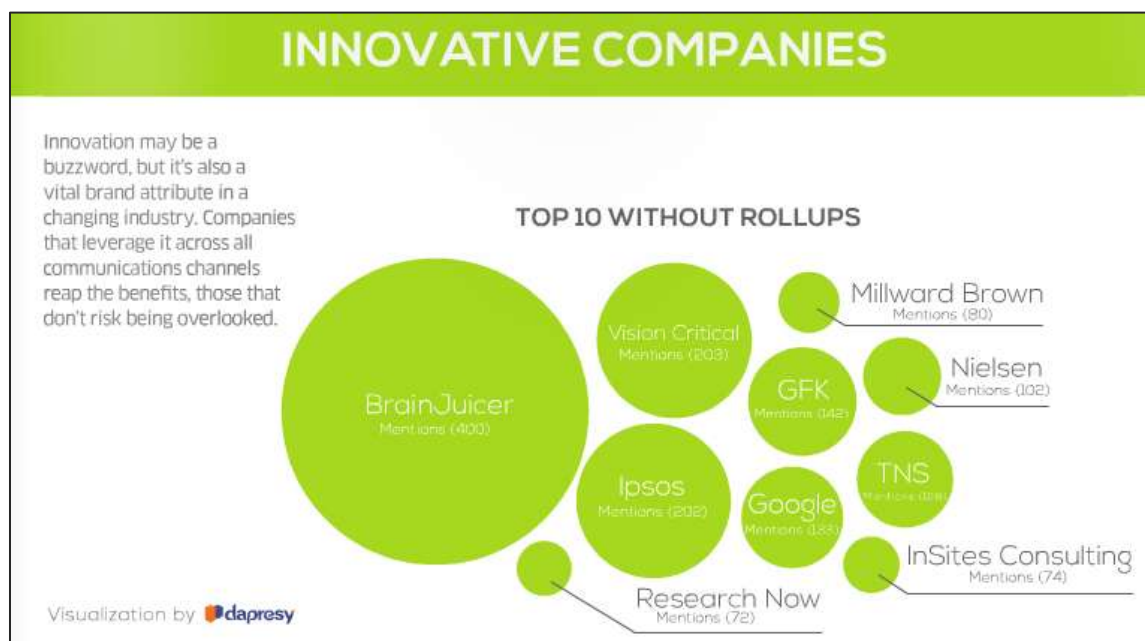 INNOVATIVE COMPANIES
Innovation may be a
buzzword, but it's also a
vital brand attribute in a
changing industry. Companies
that leverage it across all
communications channels
reap the benefits, those that
don't risk being overlooked.
TOP 10 WITHOUT ROLLUPS
BrainJuicer
Mentions (400)
Vision Critical
Mentions (203)
Millward Brown
Mentions (80)
GFK
Mentions (142)
Nielsen
Mentions (102)
Ipsos
Mentions (202)
Google
Mentions (133)
TNS
Mentions
InSites Consulting
Mentions (74)
Research Now
Mentions (72)
Visualization by dapresy